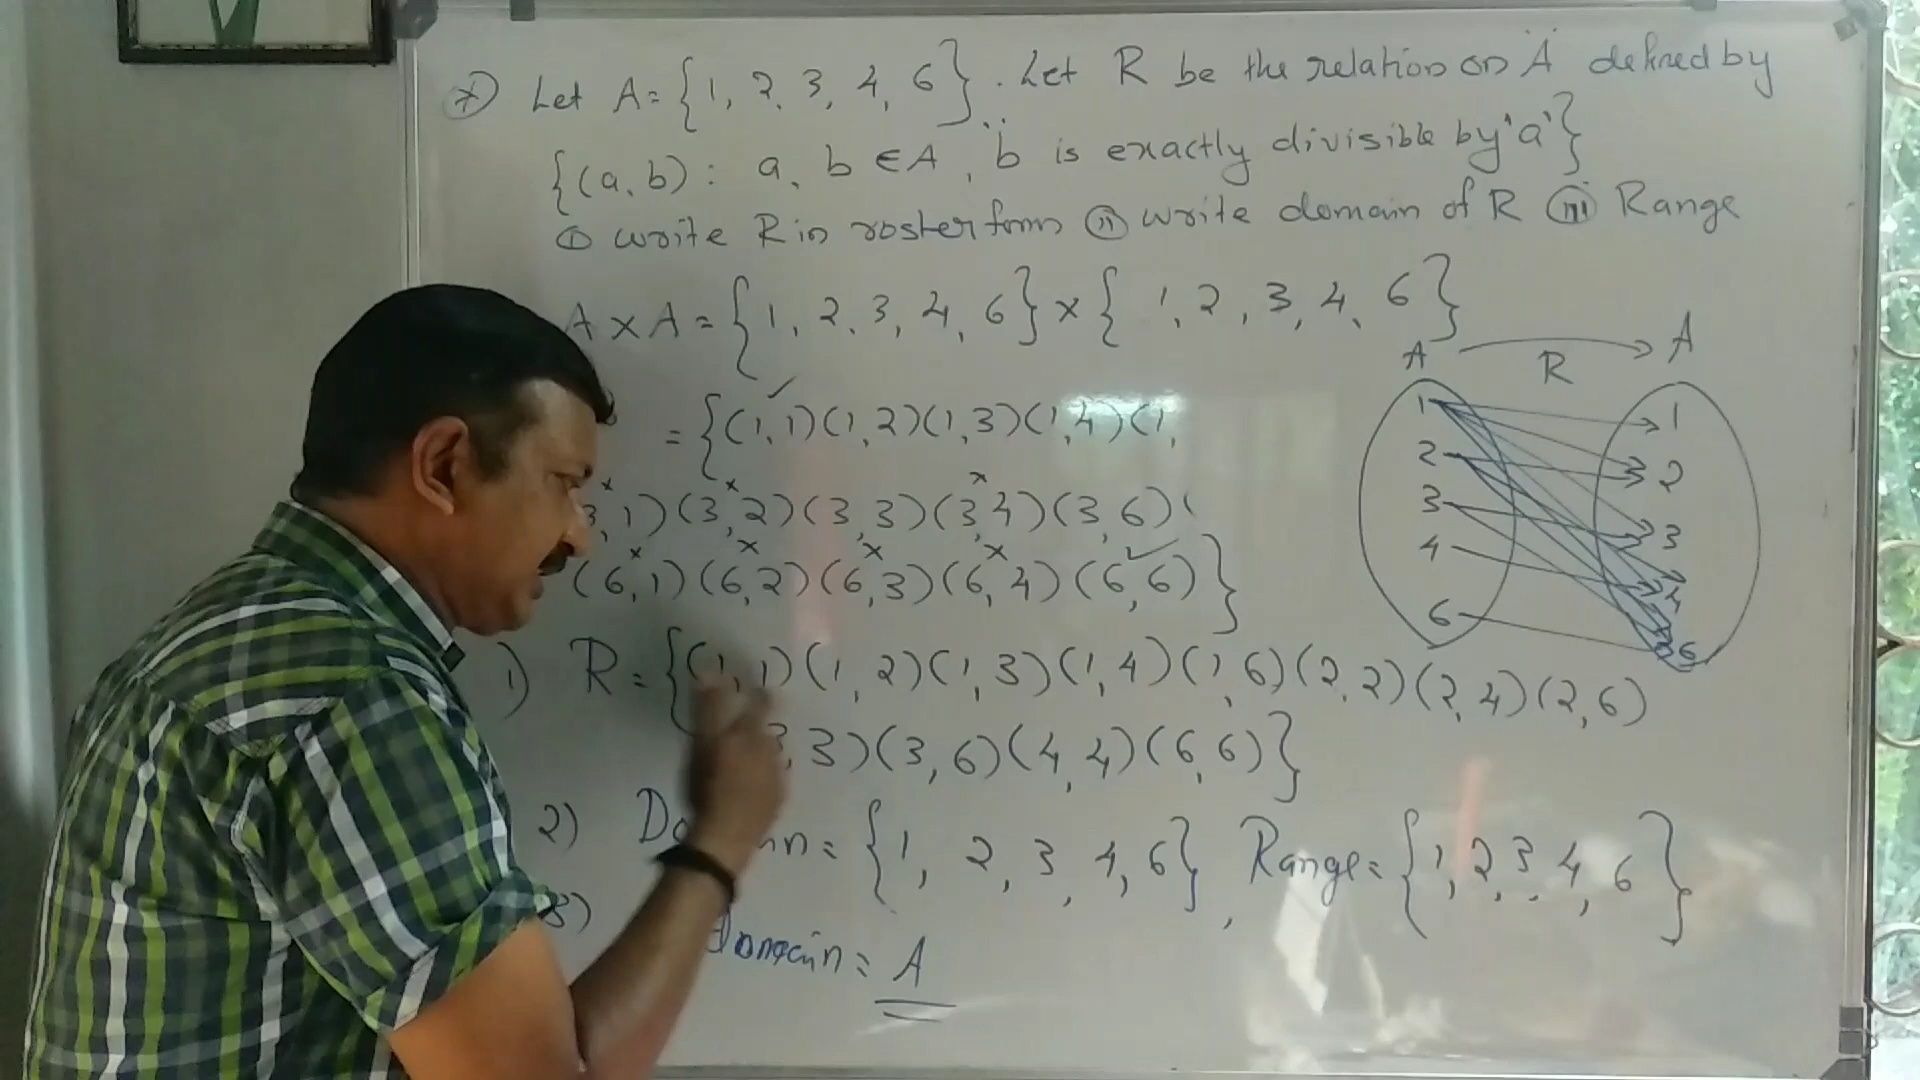 *) Let A = {1, 2, 3, 4, 6}. Let R be the relation on A defined by
{(a, b) : a, b ∈ A, b is exactly divisible by 'a'}
(i) write R in roster form (ii) write domain of R (iii) Range
A × A = {1, 2, 3, 4, 6} × { 1, 2, 3, 4, 6 }
= {(1,1)(1,2)(1,3)(1,4)(1,
3,1)(3,2)(3,3)(3,4)(3,6)(
(6,1)(6,2)(6,3)(6,4)(6,6)}
A R A
1 1
2 2
3 3
4 4
6 6
1) R = {(1,1)(1,2)(1,3)(1,4)(1,6)(2,2)(2,4)(2,6)
3,3)(3,6)(4,4)(6,6)}
2) Domain = {1, 2, 3, 4, 6}, Range = {1, 2, 3, 4, 6}
3) domain = A